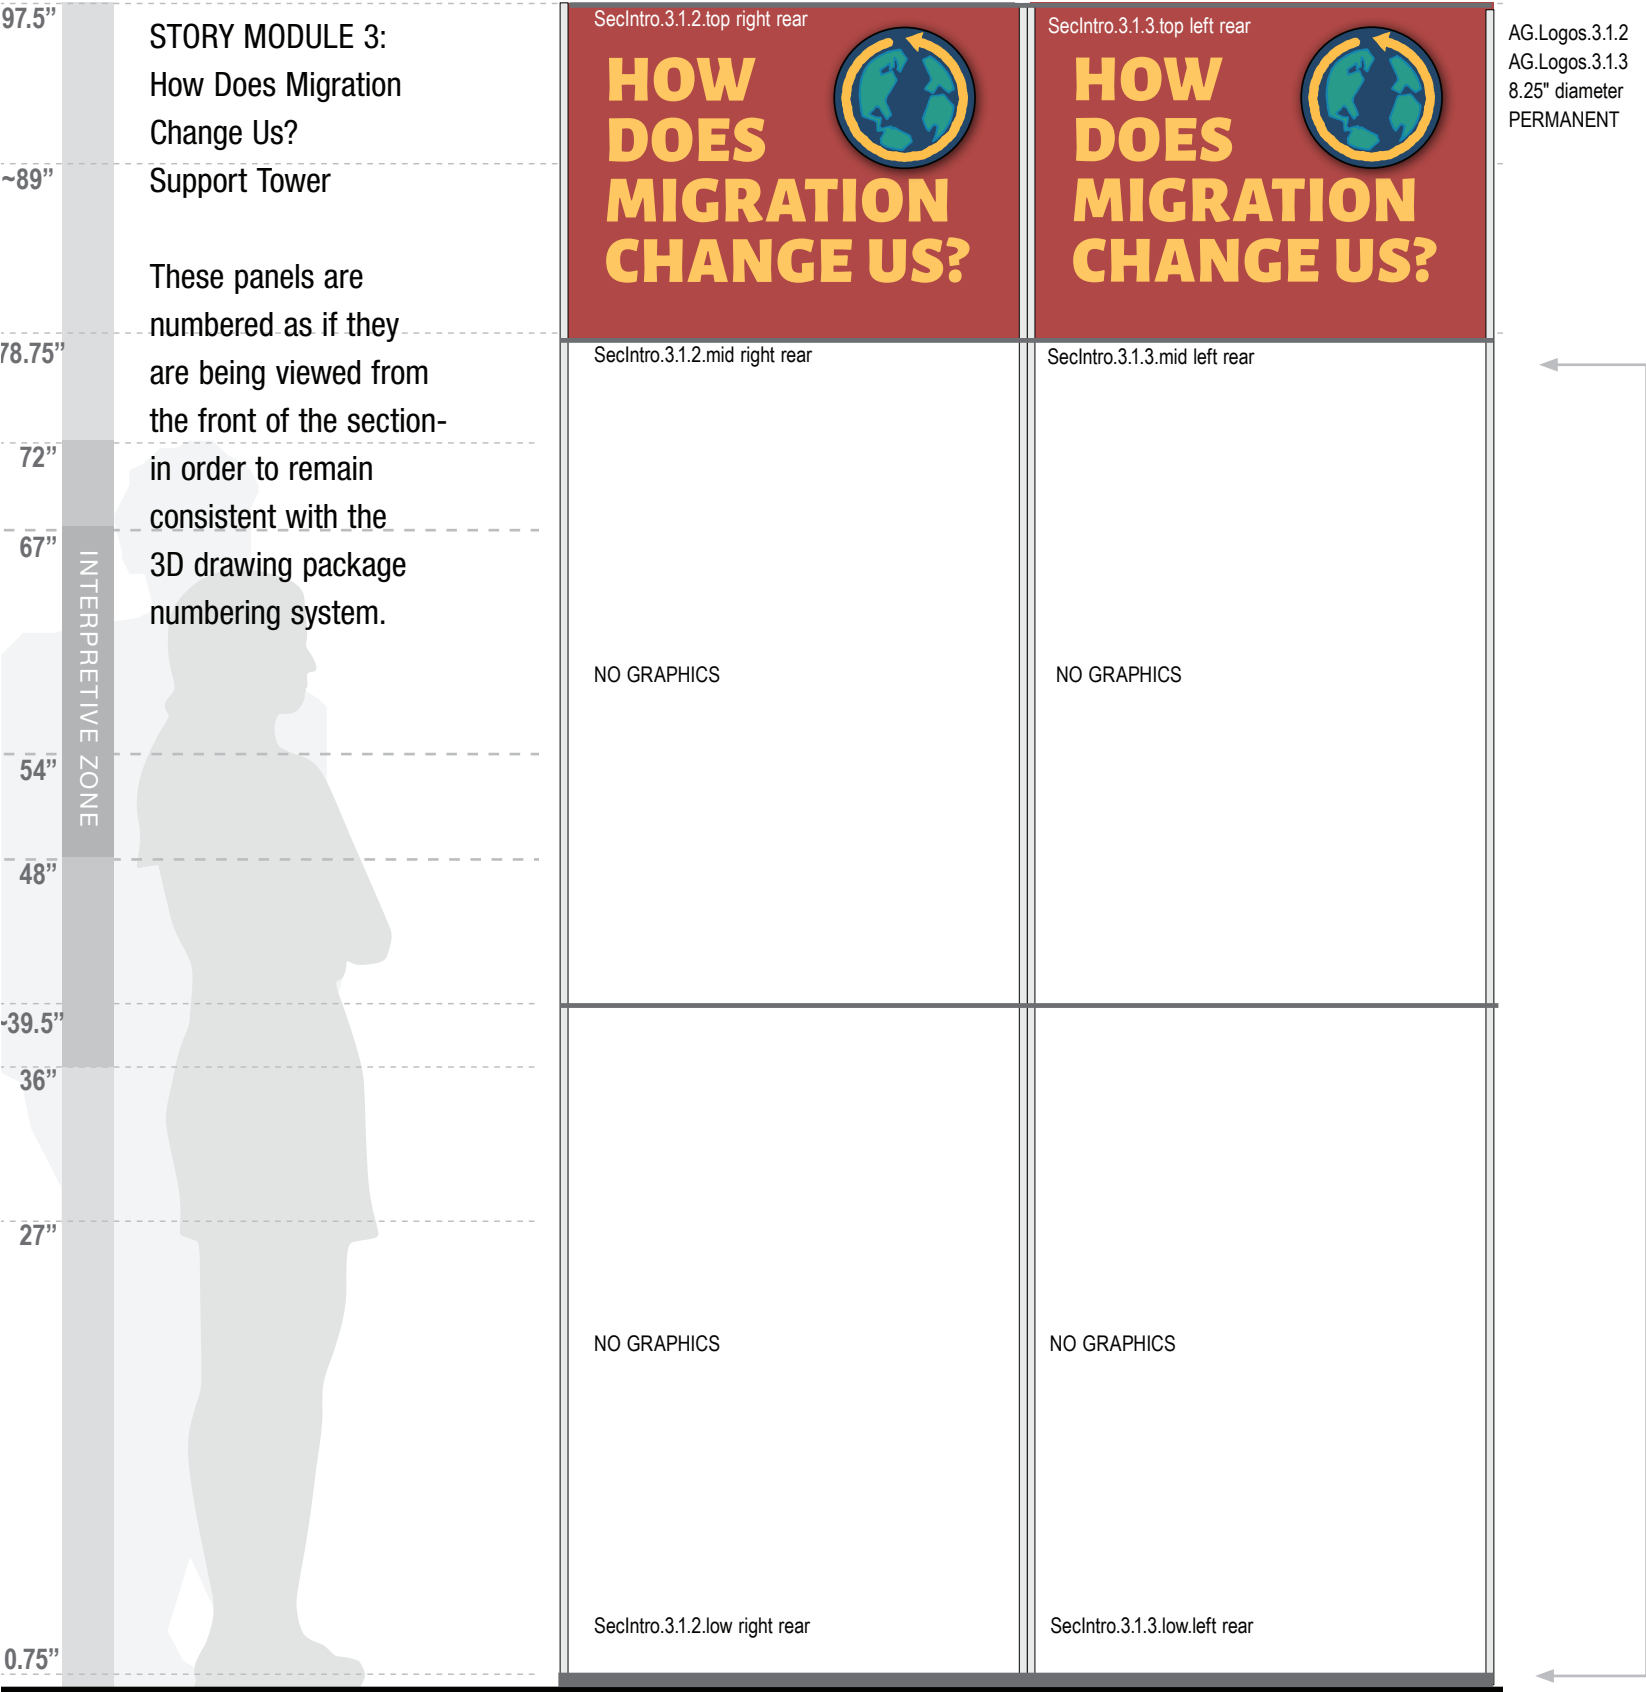 97.5”
~89”
78.75”
72”
67”
54”
48”
~39.5”
36”
27”
0.75”
INTERPRETIVE ZONE
STORY MODULE 3:
How Does Migration
Change Us?
Support Tower
These panels are
numbered as if they
are being viewed from
the front of the section-
in order to remain
consistent with the
3D drawing package
numbering system.
SecIntro.3.1.2.top right rear
HOW
DOES
MIGRATION
CHANGE US?
SecIntro.3.1.2.mid right rear
NO GRAPHICS
NO GRAPHICS
SecIntro.3.1.2.low right rear
SecIntro.3.1.3.top left rear
HOW
DOES
MIGRATION
CHANGE US?
SecIntro.3.1.3.mid left rear
NO GRAPHICS
NO GRAPHICS
SecIntro.3.1.3.low.left rear
AG.Logos.3.1.2
AG.Logos.3.1.3
8.25" diameter
PERMANENT